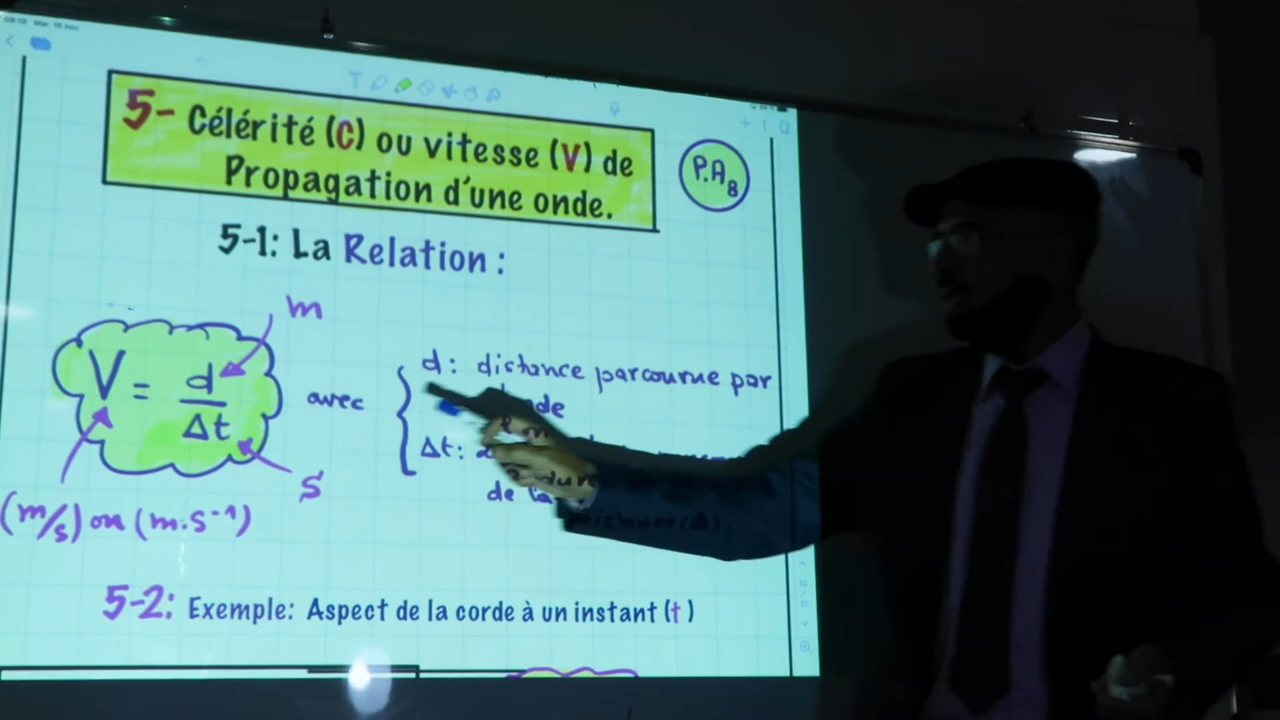 5- Célérité (C) ou vitesse (V) de
Propagation d'une onde.
P.A B
5-1: La Relation :
m
V = d / Δt
avec
d : distance parcourue par
Δt:
de la
s
(m/s) ou (m.s⁻¹)
5-2: Exemple: Aspect de la corde à un instant (t)